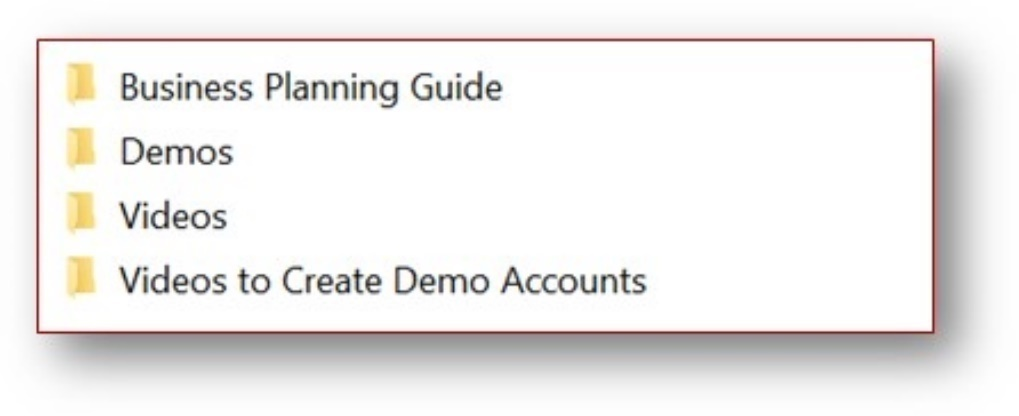 Business Planning Guide
Demos
Videos
Videos to Create Demo Accounts